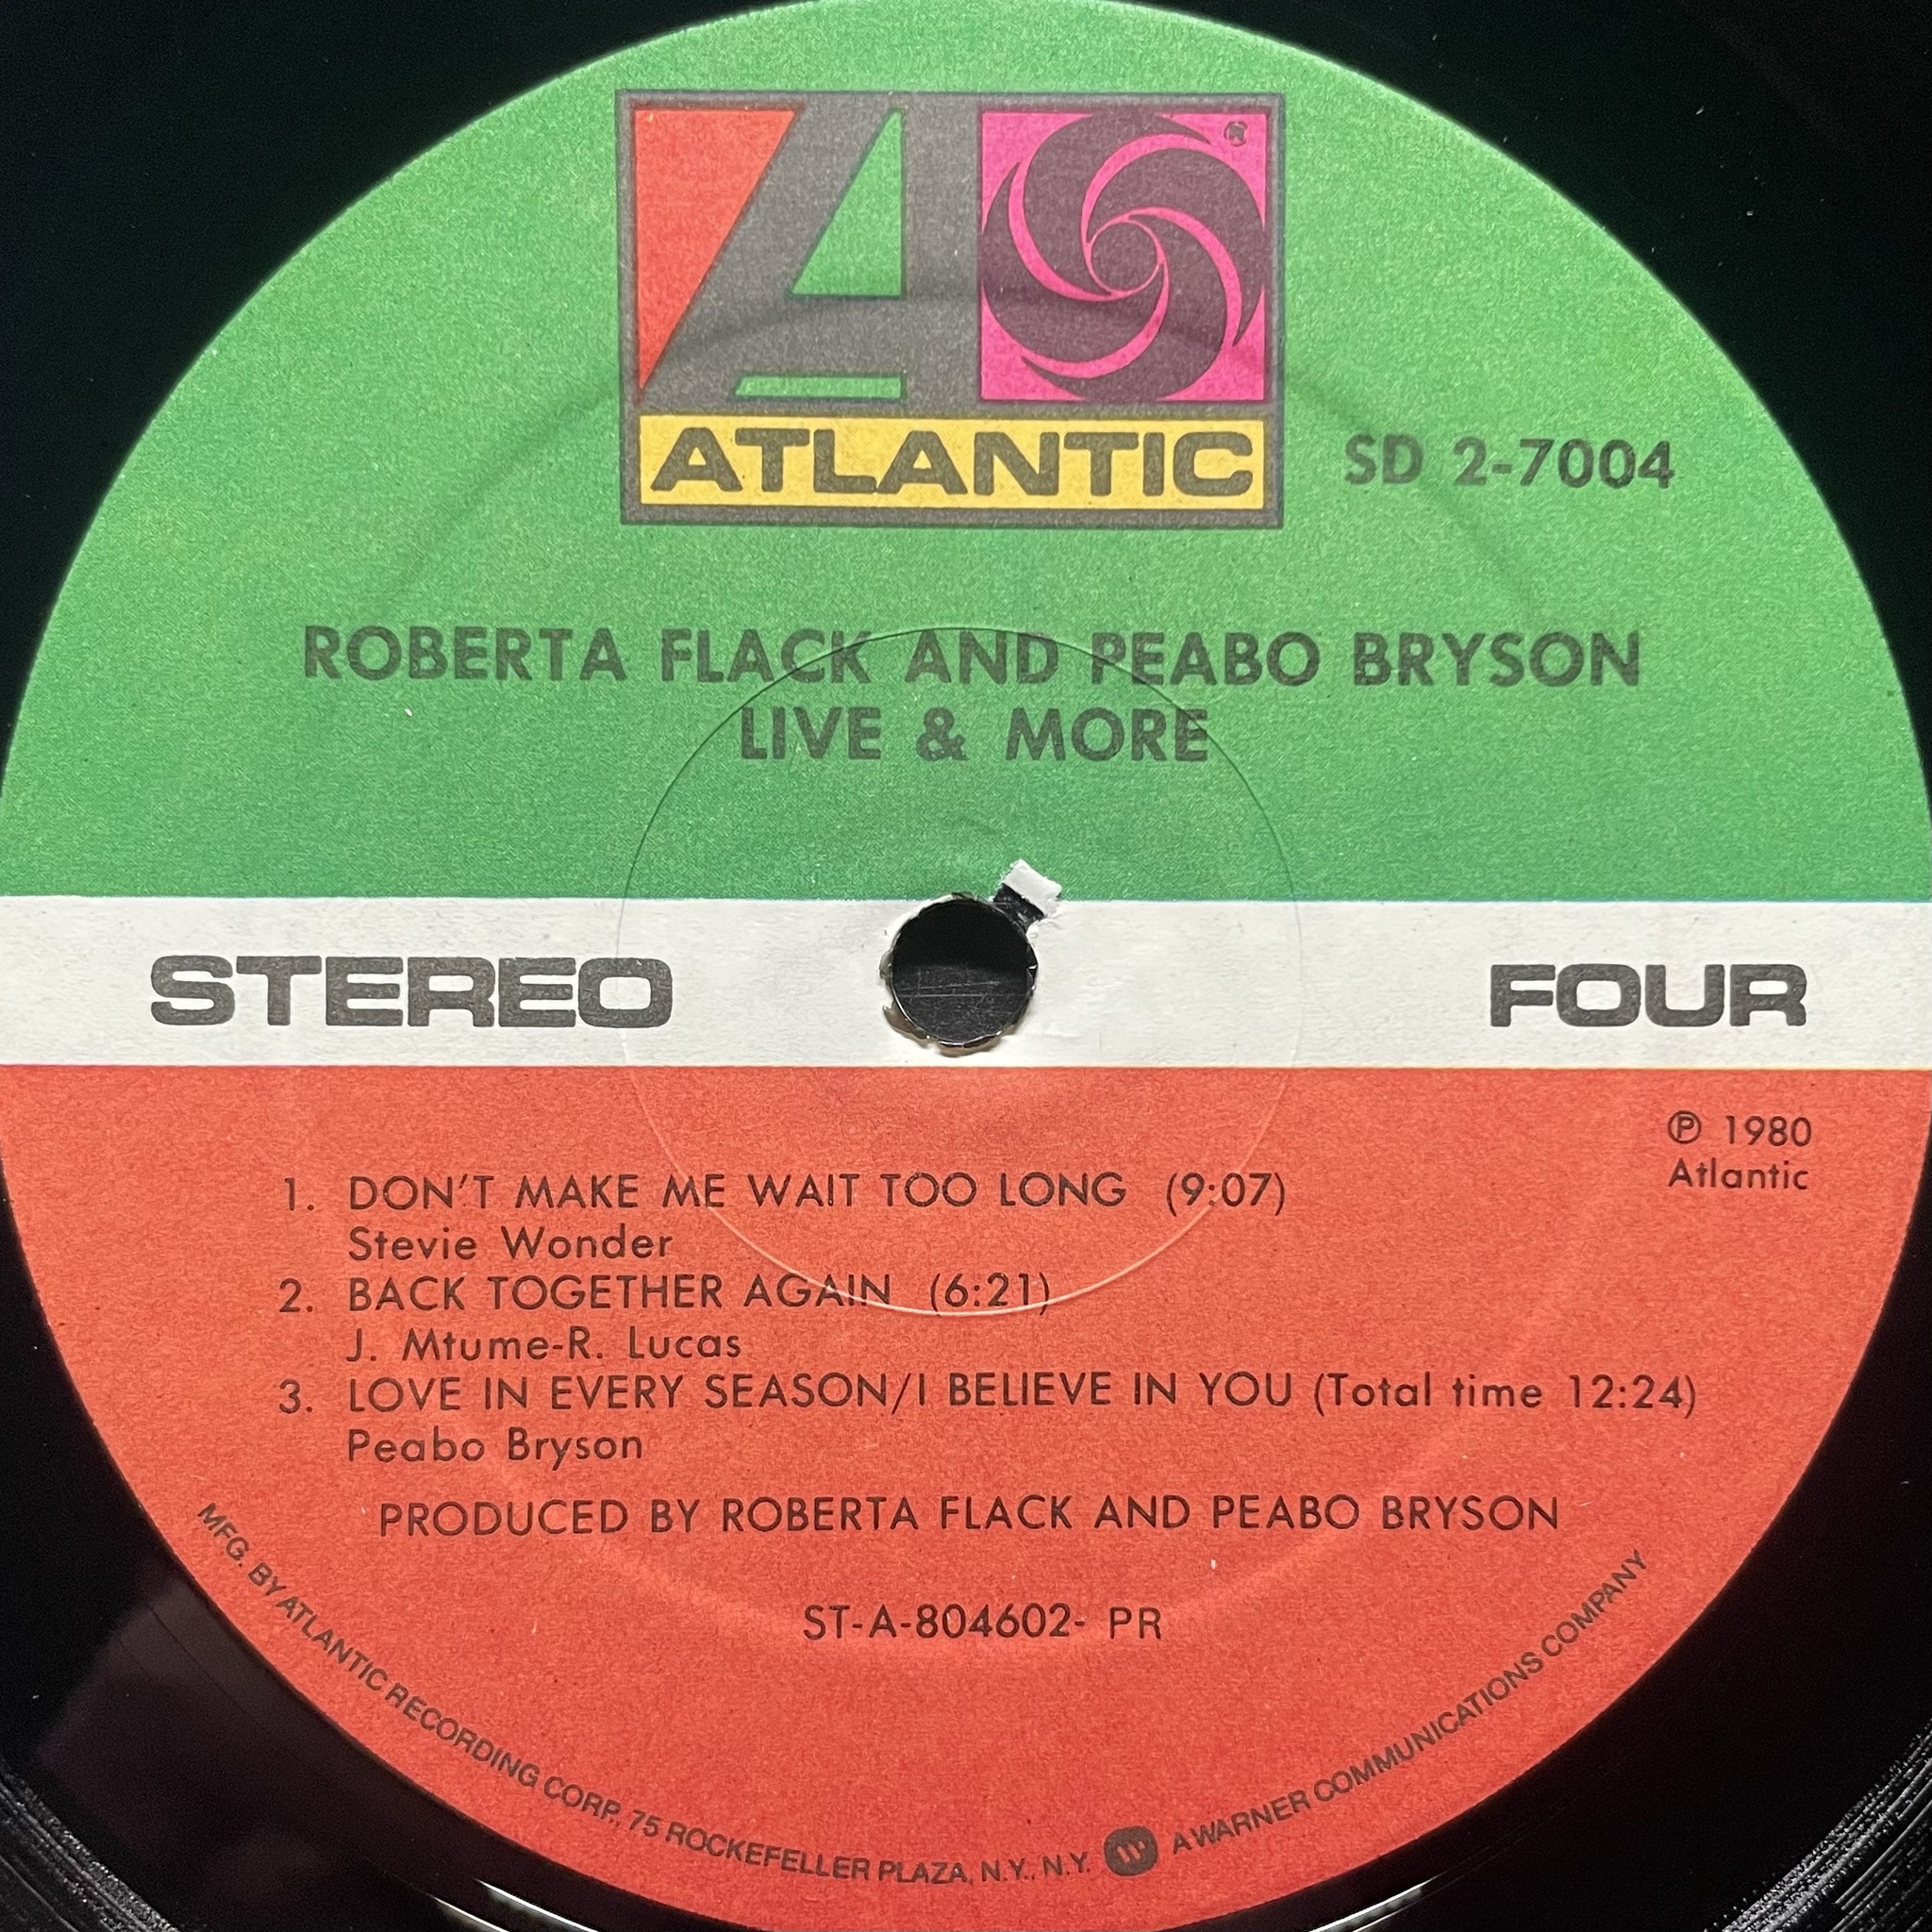 ®
ATLANTIC
SD 2-7004
ROBERTA FLACK AND PEABO BRYSON
LIVE & MORE
STEREO
FOUR
℗ 1980
Atlantic
1. DON'T MAKE ME WAIT TOO LONG (9:07)
Stevie Wonder
2. BACK TOGETHER AGAIN (6:21)
J. Mtume-R. Lucas
3. LOVE IN EVERY SEASON/I BELIEVE IN YOU (Total time 12:24)
Peabo Bryson
PRODUCED BY ROBERTA FLACK AND PEABO BRYSON
ST-A-804602- PR
MFG. BY ATLANTIC RECORDING CORP., 75 ROCKEFELLER PLAZA, N.Y., N.Y. W A WARNER COMMUNICATIONS COMPANY